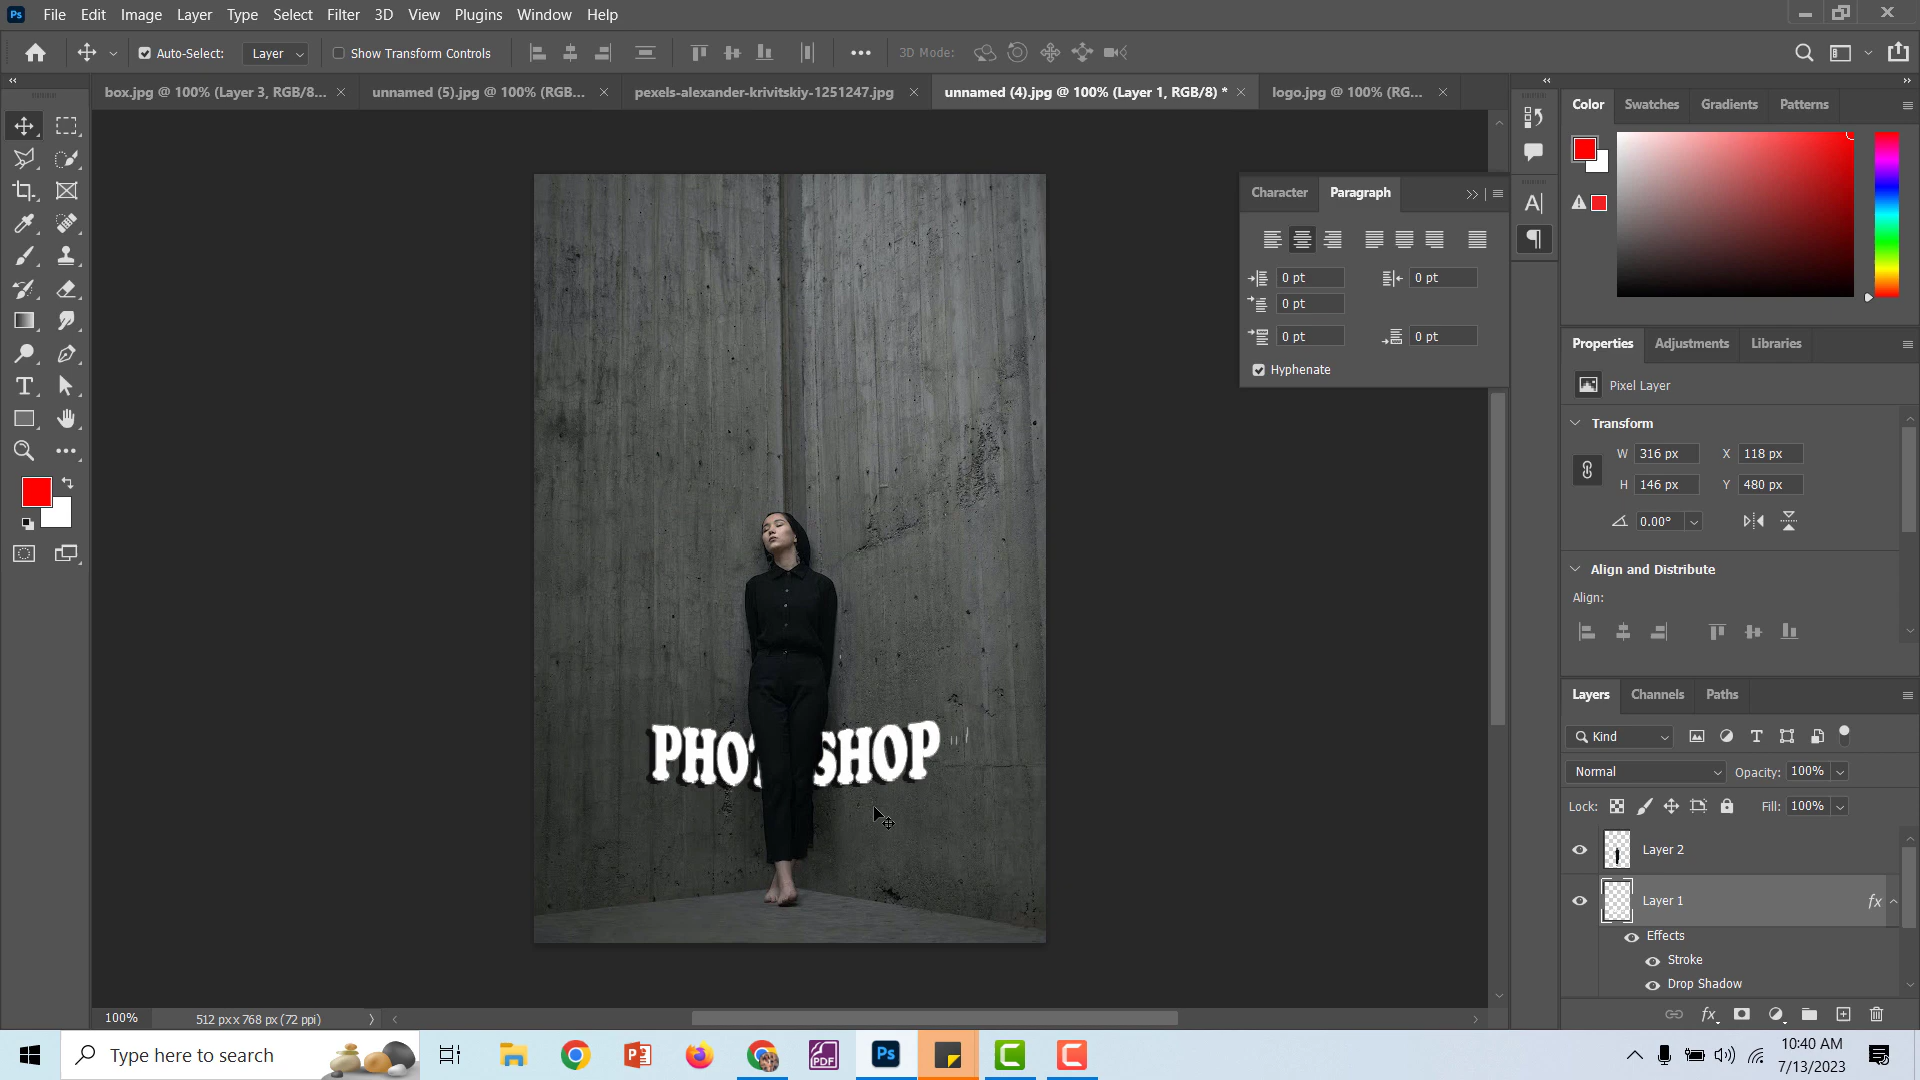 Ps File Edit Image Layer Type Select Filter 3D View Plugins Window Help
Auto-Select: Layer Show Transform Controls 3D Mode:
box.jpg @ 100% (Layer 3, RGB/8... unnamed (5).jpg @ 100% (RGB... pexels-alexander-krivitskiy-1251247.jpg unnamed (4).jpg @ 100% (Layer 1, RGB/8) * logo.jpg @ 100% (RG...
Color Swatches Gradients Patterns
Character Paragraph
0 pt 0 pt
0 pt
0 pt 0 pt
Hyphenate
Properties Adjustments Libraries
Pixel Layer
Transform
W 316 px X 118 px
H 146 px Y 480 px
0.00°
Align and Distribute
Align:
Layers Channels Paths
Kind
Normal Opacity: 100%
Lock: Fill: 100%
Layer 2
Layer 1 fx
Effects
Stroke
Drop Shadow
fx
PHOT SHOP
100% 512 px x 768 px (72 ppi)
Type here to search
PDF
Ps
10:40 AM
7/13/2023